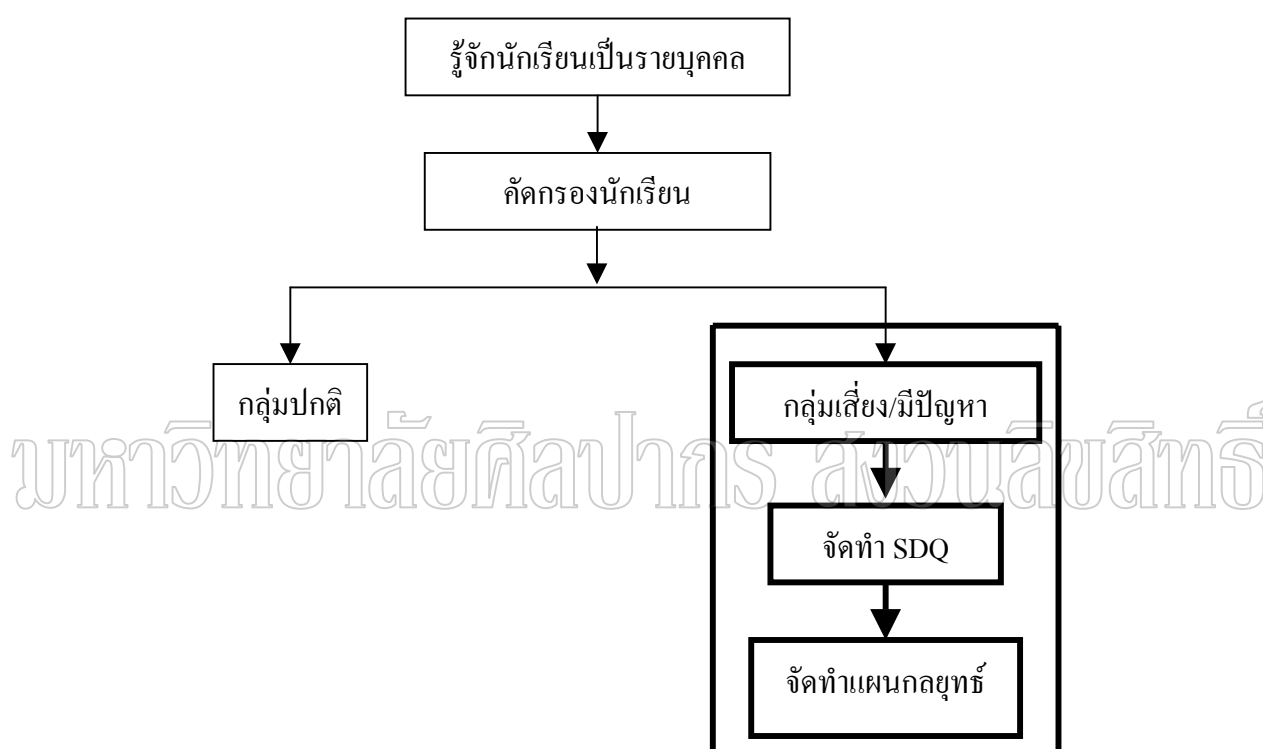 รู้จักนักเรียนเป็นรายบุคคล
คัดกรองนักเรียน
กลุ่มปกติ
กลุ่มเสี่ยง/มีปัญหา
มหาวิทยาลัยศิลปากร สงวนลิขสิทธิ์
จัดทำ SDQ
จัดทำแผนกลยุทธ์